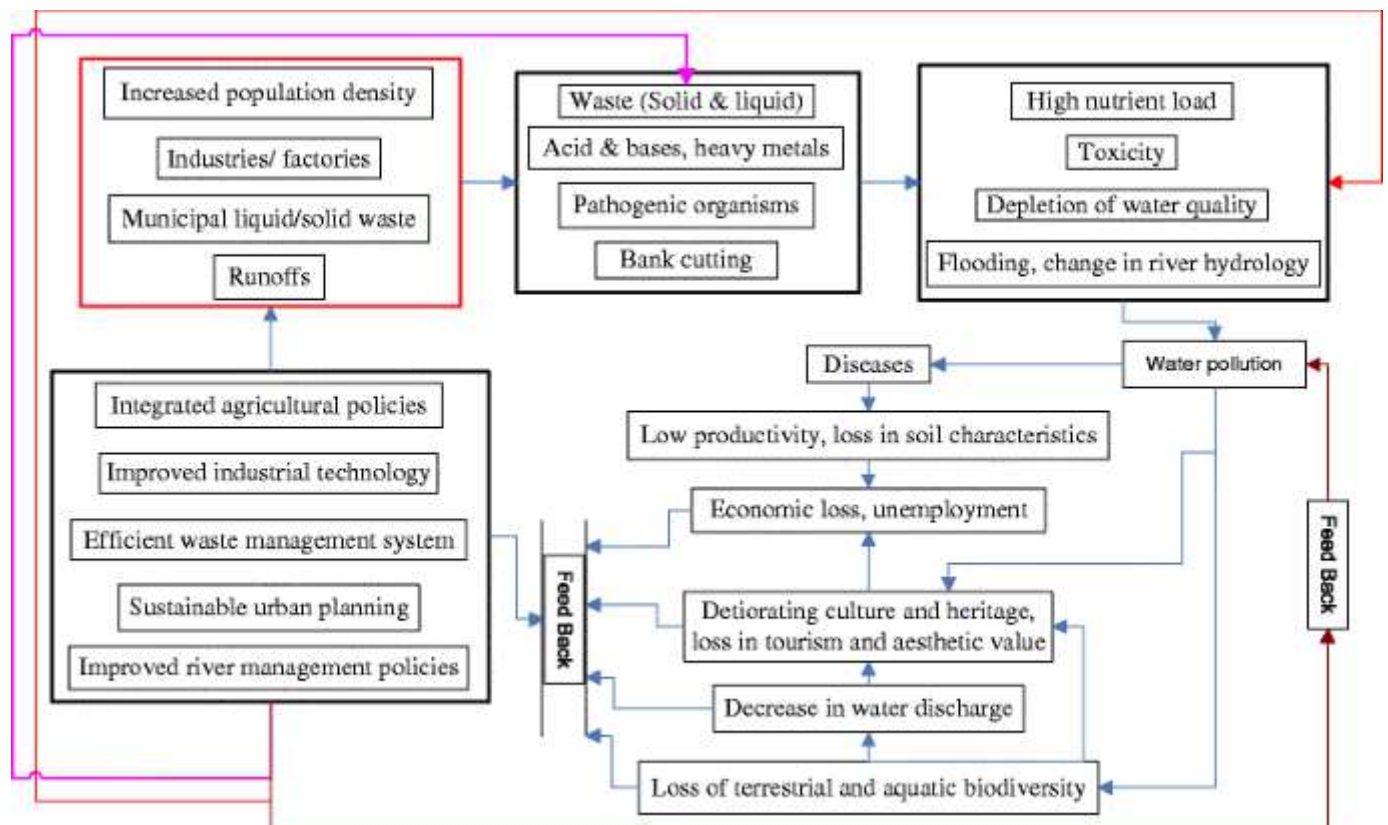 Increased population density
Industries/ factories
Municipal liquid/solid waste
Runoffs
Waste (Solid & liquid)
Acid & bases, heavy metals
Pathogenic organisms
Bank cutting
High nutrient load
Toxicity
Depletion of water quality
Flooding, change in river hydrology
Integrated agricultural policies
Improved industrial technology
Efficient waste management system
Sustainable urban planning
Improved river management policies
Feed Back
Diseases
Water pollution
Low productivity, loss in soil characteristics
Economic loss, unemployment
Detiorating culture and heritage,
loss in tourism and aesthetic value
Decrease in water discharge
Loss of terrestrial and aquatic biodiversity
Feed Back